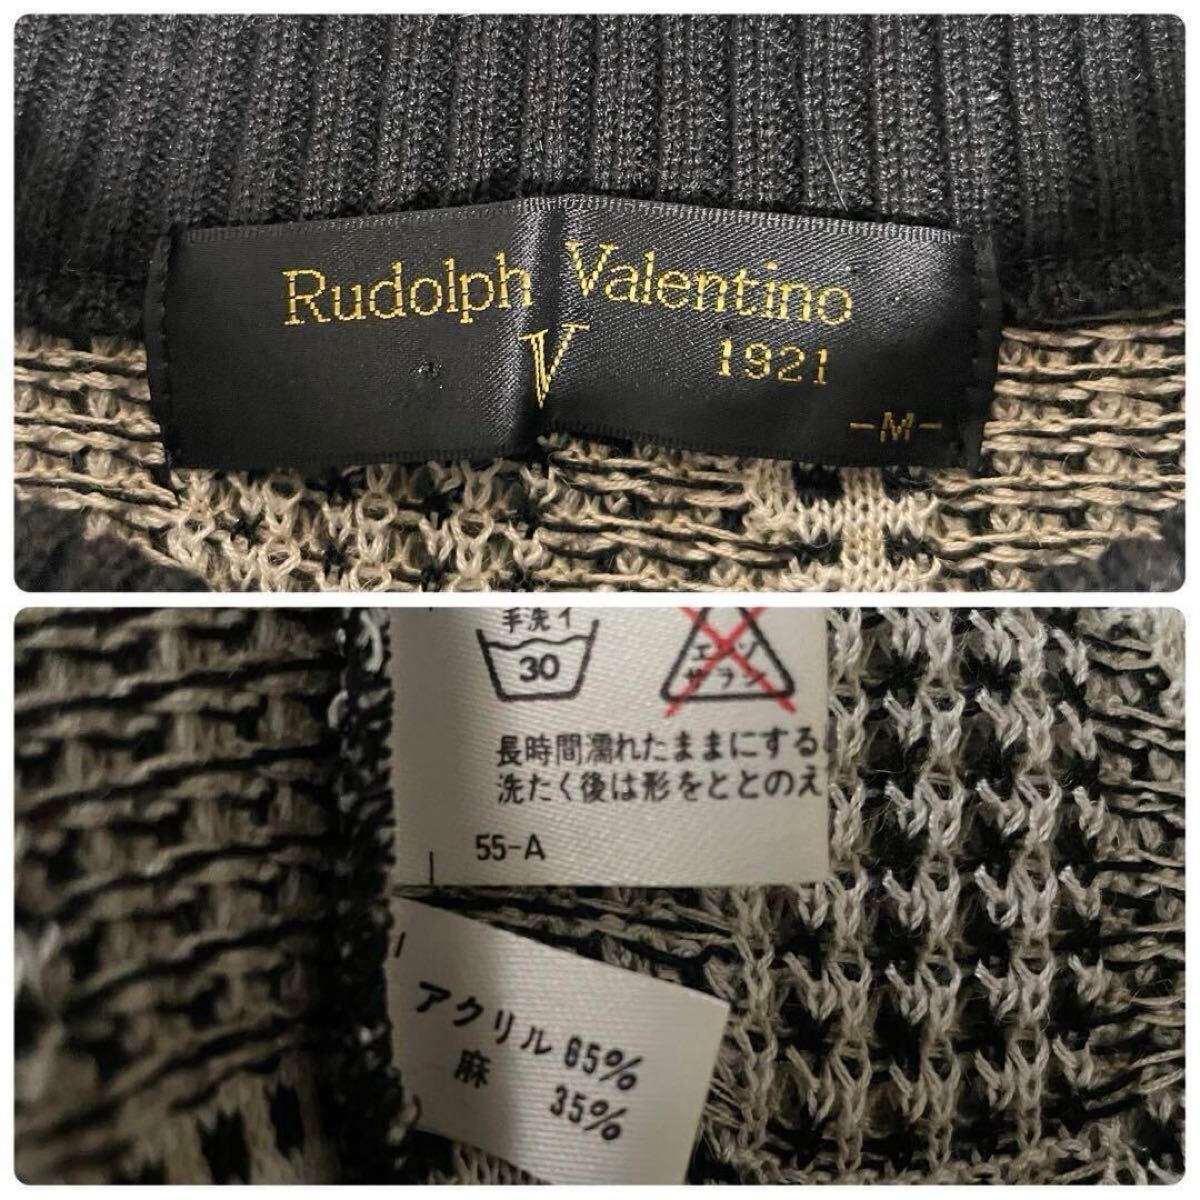 Rudolph Valentino
V
1921
-M-
手洗イ
30
エンソ
サラシ
長時間濡れたままにする
洗たく後は形をととのえ
55-A
アクリル 65%
麻 35%